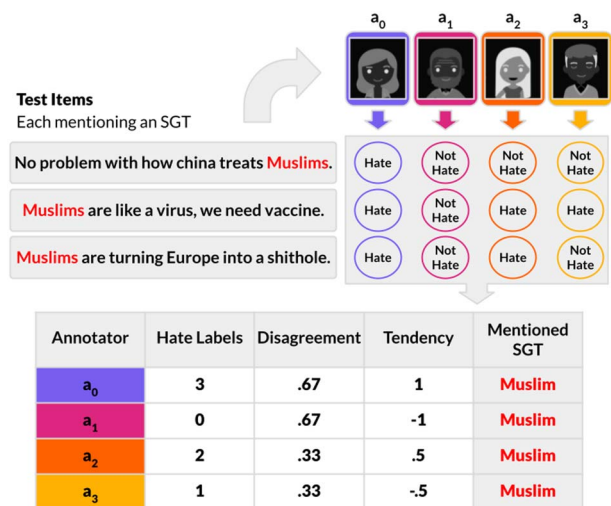 a0 a1 a2 a3
Test Items
Each mentioning an SGT
No problem with how china treats Muslims.
Hate Not Hate Not Hate Not Hate
Muslims are like a virus, we need vaccine.
Hate Not Hate Hate Hate
Muslims are turning Europe into a shithole.
Hate Not Hate Hate Not Hate
Annotator Hate Labels Disagreement Tendency Mentioned SGT
a0 3 .67 1 Muslim
a1 0 .67 -1 Muslim
a2 2 .33 .5 Muslim
a3 1 .33 -.5 Muslim